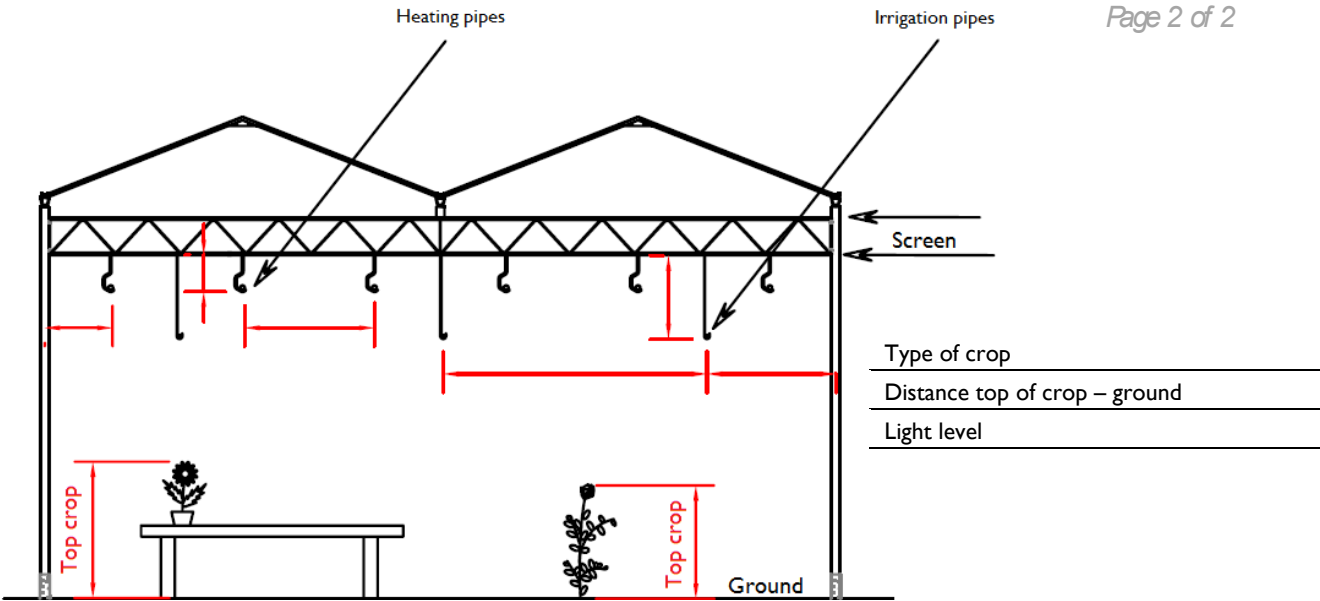 Heating pipes
Irrigation pipes
Page 2 of 2
Screen
Type of crop
Distance top of crop – ground
Light level
Top crop
Top crop
Ground